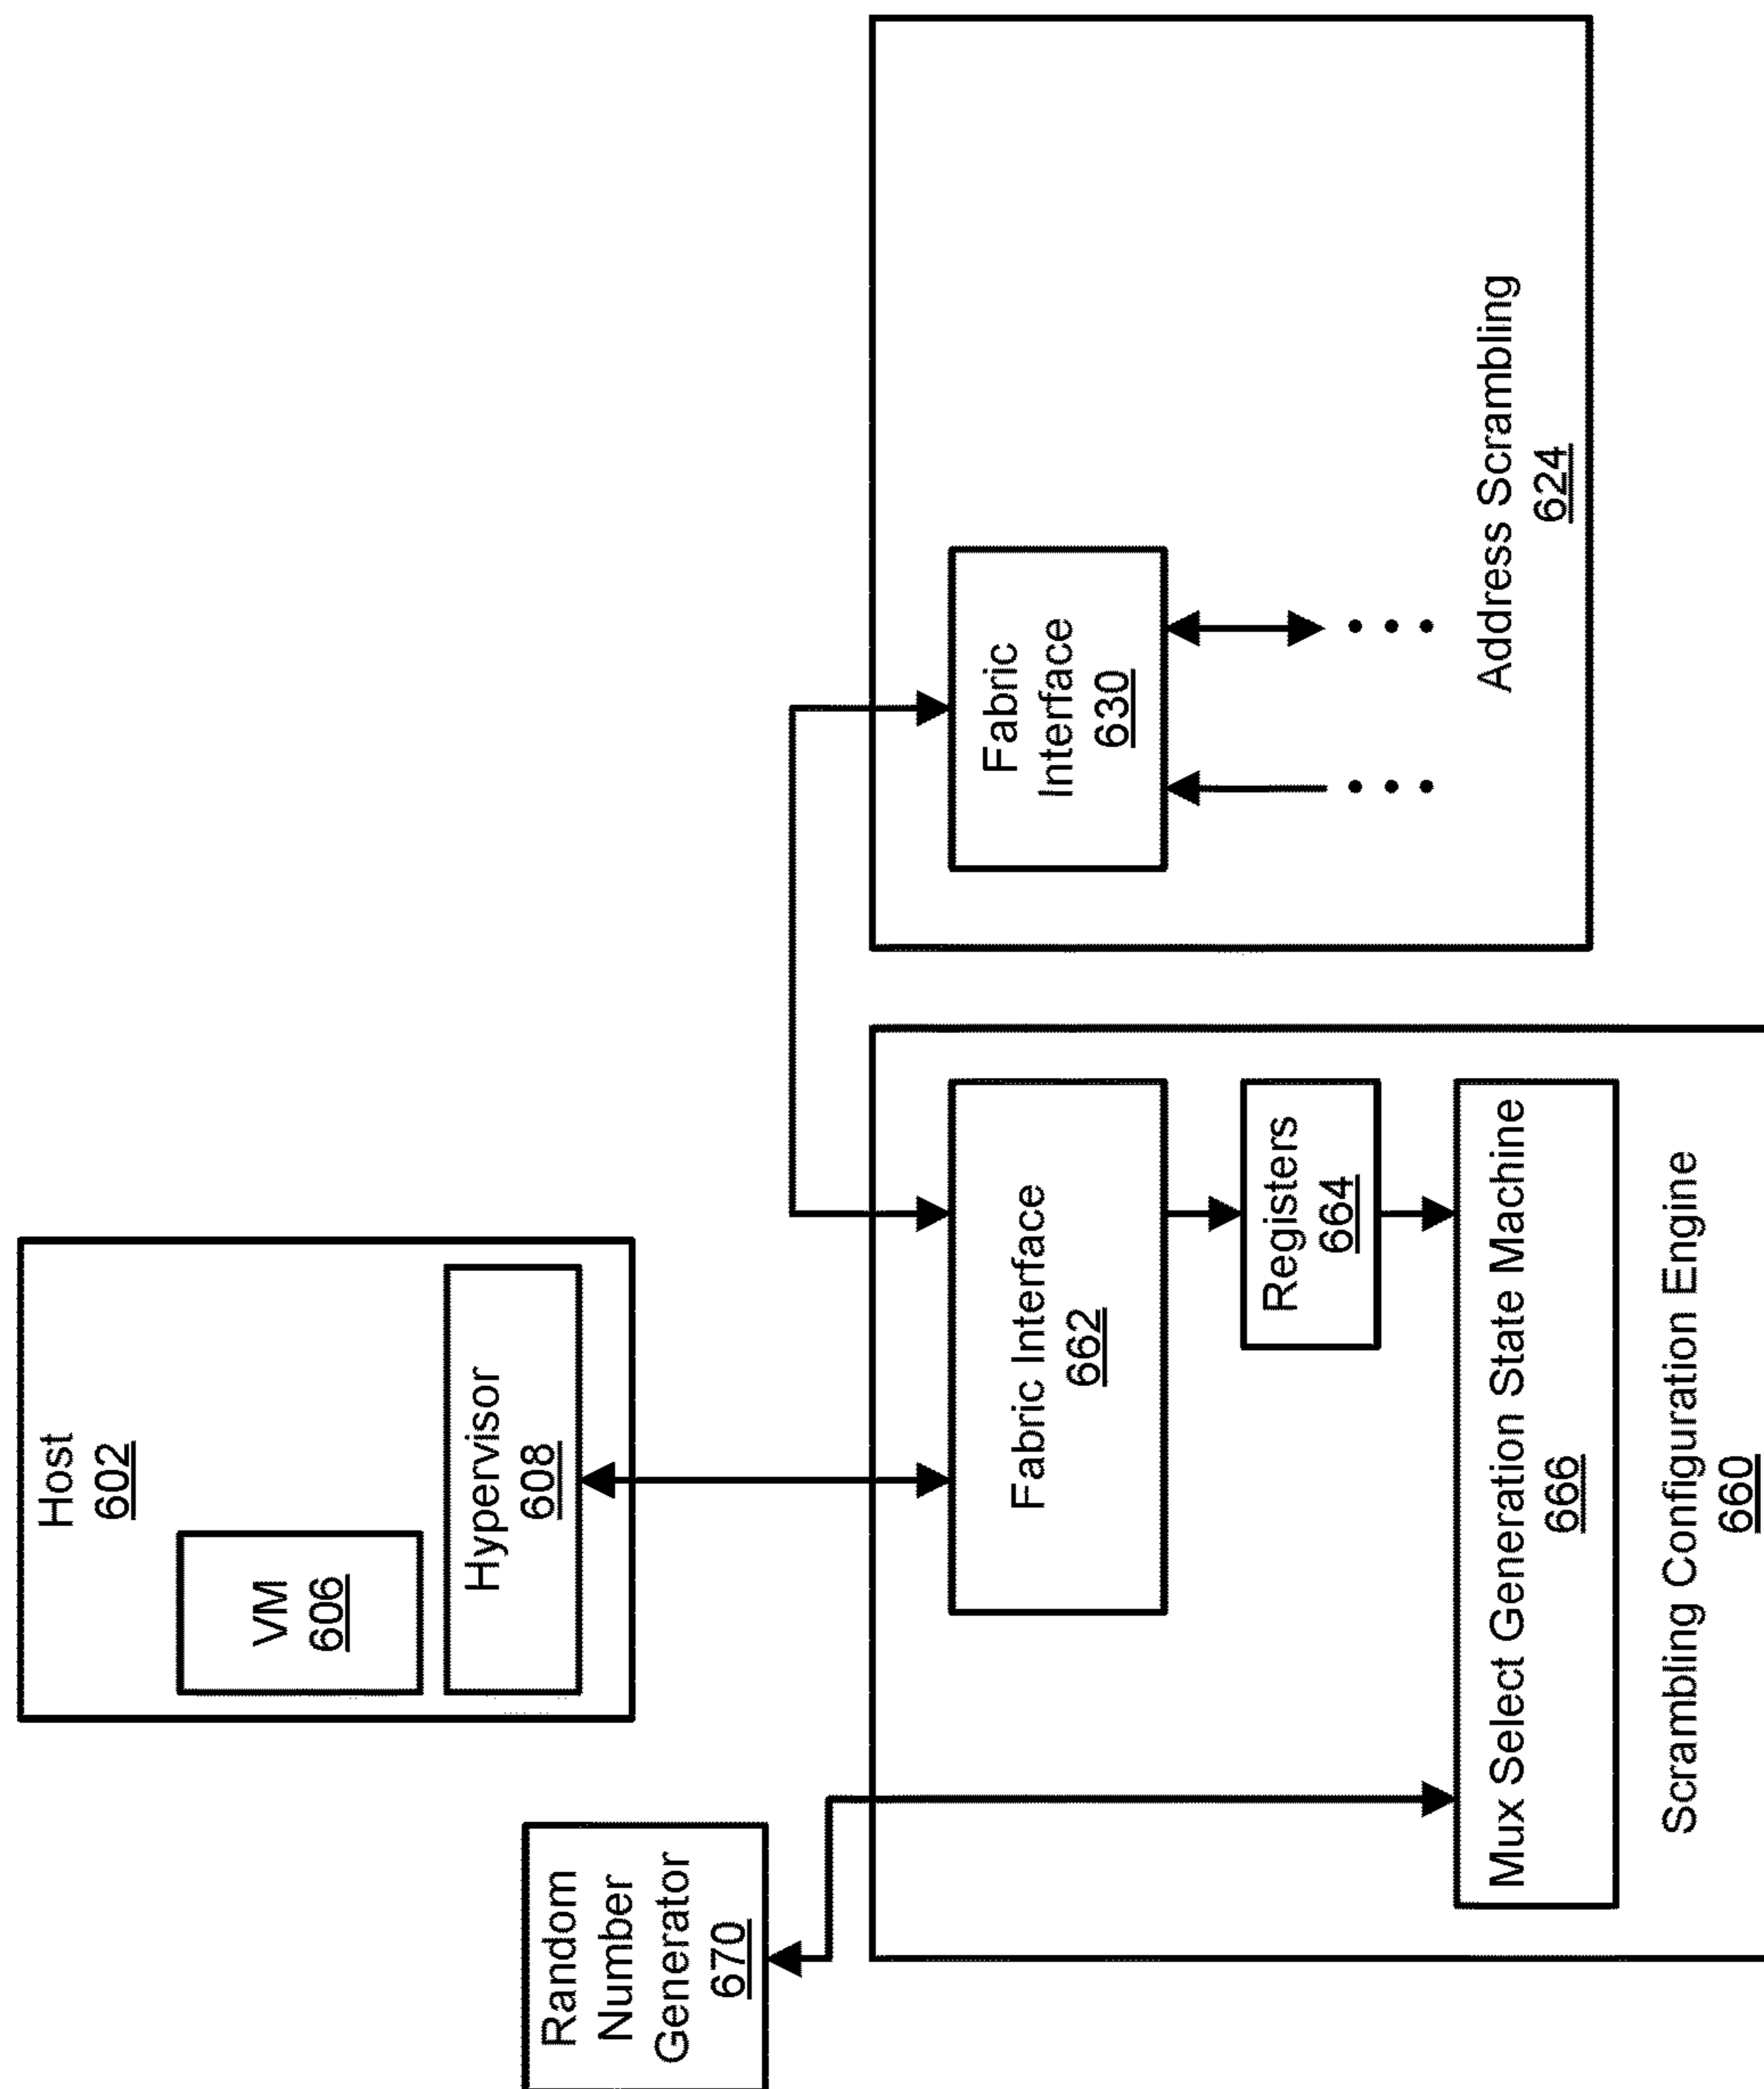 Host
602
VM
606
Hypervisor
608
Random
Number
Generator
670
Fabric Interface
662
Registers
664
Mux Select Generation State Machine
666
Scrambling Configuration Engine
660
Fabric
Interface
630
Address Scrambling
624